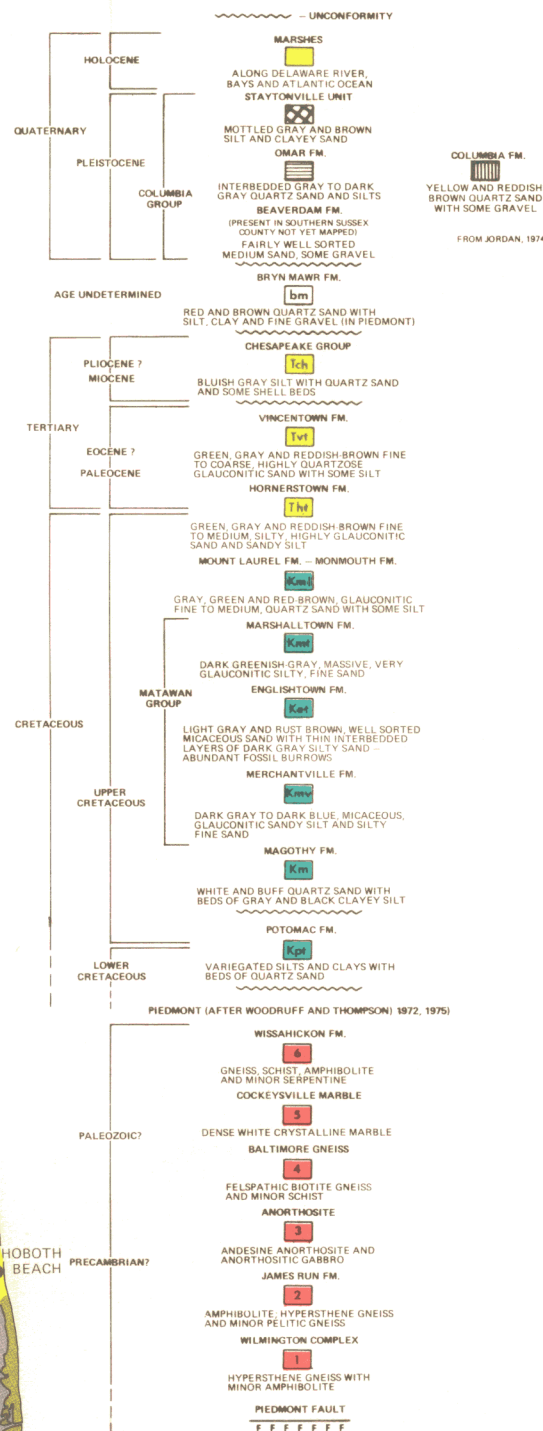 – UNCONFORMITY
MARSHES
HOLOCENE
ALONG DELAWARE RIVER,
BAYS AND ATLANTIC OCEAN
STAYTONVILLE UNIT
QUATERNARY
MOTTLED GRAY AND BROWN
SILT AND CLAYEY SAND
PLEISTOCENE
OMAR FM.
COLUMBIA FM.
COLUMBIA
GROUP
INTERBEDDED GRAY TO DARK
GRAY QUARTZ SAND AND SILTS
YELLOW AND REDDISH
BROWN QUARTZ SAND
WITH SOME GRAVEL
BEAVERDAM FM.
(PRESENT IN SOUTHERN SUSSEX
COUNTY NOT YET MAPPED)
FAIRLY WELL SORTED
MEDIUM SAND, SOME GRAVEL
FROM JORDAN, 1974
BRYN MAWR FM.
AGE UNDETERMINED
bm
RED AND BROWN QUARTZ SAND WITH
SILT, CLAY AND FINE GRAVEL (IN PIEDMONT)
CHESAPEAKE GROUP
PLIOCENE ?
MIOCENE
Tch
BLUISH GRAY SILT WITH QUARTZ SAND
AND SOME SHELL BEDS
TERTIARY
VINCENTOWN FM.
Tvt
EOCENE ?
PALEOCENE
GREEN, GRAY AND REDDISH-BROWN FINE
TO COARSE, HIGHLY QUARTZOSE
GLAUCONITIC SAND WITH SOME SILT
HORNERSTOWN FM.
Tht
GREEN, GRAY AND REDDISH-BROWN FINE
TO MEDIUM, SILTY, HIGHLY GLAUCONITIC
SAND AND SANDY SILT
MOUNT LAUREL FM. – MONMOUTH FM.
Kml
GRAY, GREEN AND RED-BROWN, GLAUCONITIC
FINE TO MEDIUM, QUARTZ SAND WITH SOME SILT
MARSHALLTOWN FM.
Kmt
DARK GREENISH-GRAY, MASSIVE, VERY
GLAUCONITIC SILTY, FINE SAND
MATAWAN
GROUP
ENGLISHTOWN FM.
Ket
CRETACEOUS
LIGHT GRAY AND RUST BROWN, WELL SORTED
MICACEOUS SAND WITH THIN INTERBEDDED
LAYERS OF DARK GRAY SILTY SAND –
ABUNDANT FOSSIL BURROWS
MERCHANTVILLE FM.
UPPER
CRETACEOUS
Kmv
DARK GRAY TO DARK BLUE, MICACEOUS,
GLAUCONITIC SANDY SILT AND SILTY
FINE SAND
MAGOTHY FM.
Km
WHITE AND BUFF QUARTZ SAND WITH
BEDS OF GRAY AND BLACK CLAYEY SILT
POTOMAC FM.
Kpt
LOWER
CRETACEOUS
VARIEGATED SILTS AND CLAYS WITH
BEDS OF QUARTZ SAND
PIEDMONT (AFTER WOODRUFF AND THOMPSON) 1972, 1975)
WISSAHICKON FM.
6
GNEISS, SCHIST, AMPHIBOLITE
AND MINOR SERPENTINE
COCKEYSVILLE MARBLE
5
PALEOZOIC?
DENSE WHITE CRYSTALLINE MARBLE
BALTIMORE GNEISS
4
FELSPATHIC BIOTITE GNEISS
AND MINOR SCHIST
ANORTHOSITE
3
HOBOTH
BEACH
PRECAMBRIAN?
ANDESINE ANORTHOSITE AND
ANORTHOSITIC GABBRO
JAMES RUN FM.
2
AMPHIBOLITE; HYPERSTHENE GNEISS
AND MINOR PELITIC GNEISS
WILMINGTON COMPLEX
1
HYPERSTHENE GNEISS WITH
MINOR AMPHIBOLITE
PIEDMONT FAULT
F F F F F F F